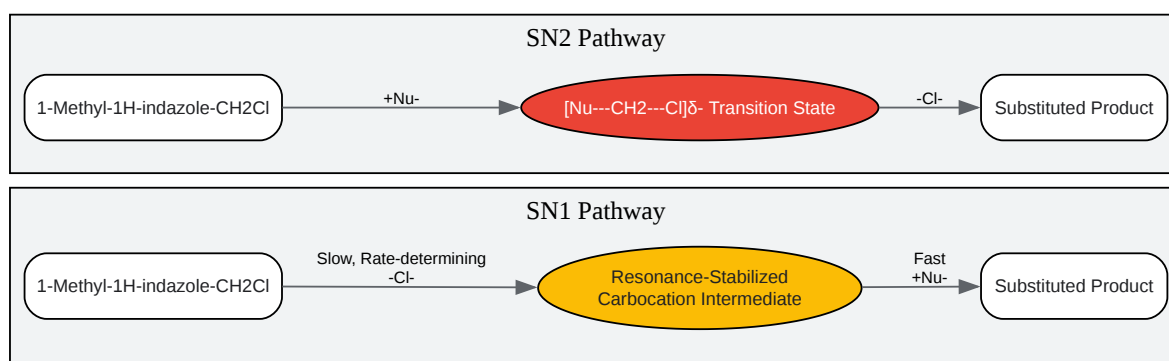 SN2 Pathway
1-Methyl-1H-indazole-CH2Cl
+Nu-
[Nu---CH2---Cl]δ- Transition State
-Cl-
Substituted Product
SN1 Pathway
1-Methyl-1H-indazole-CH2Cl
Slow, Rate-determining
-Cl-
Resonance-Stabilized
Carbocation Intermediate
Fast
+Nu-
Substituted Product